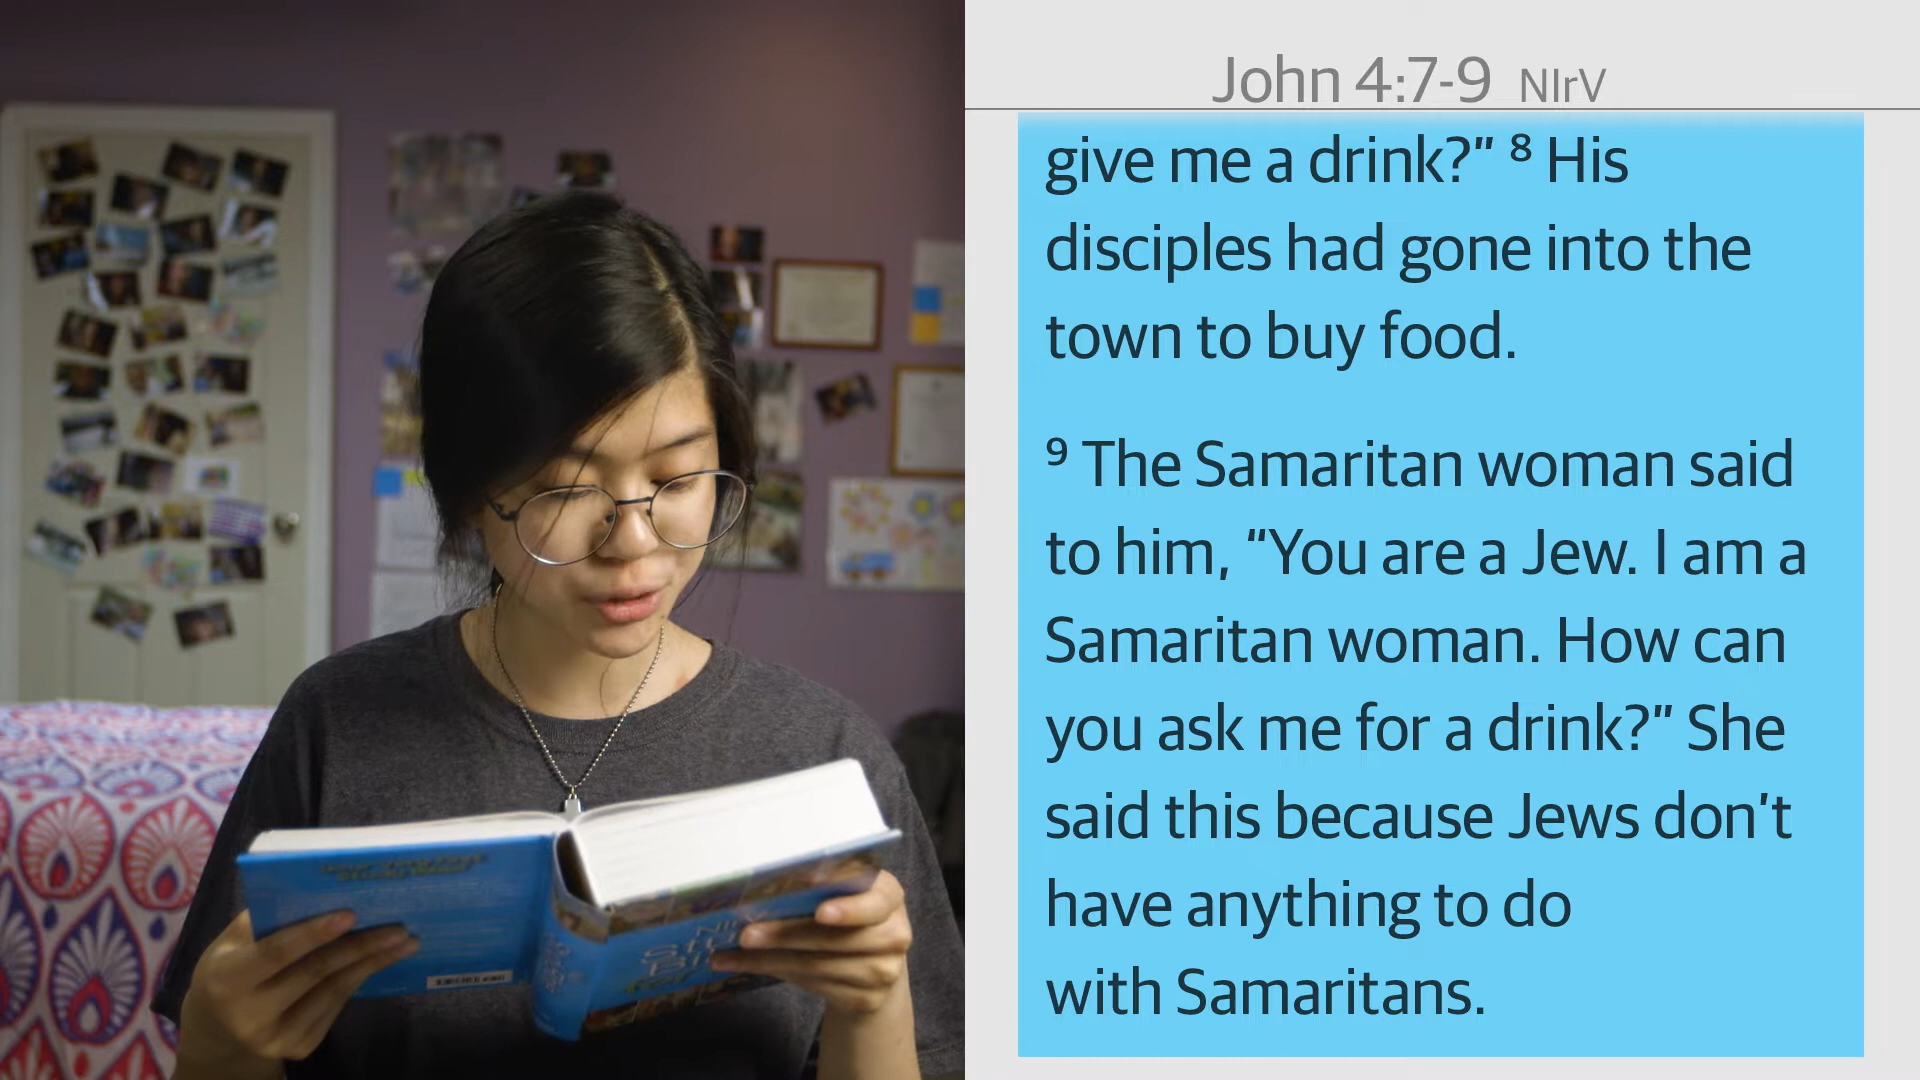 John 4:7-9 NIrV
give me a drink?” ⁸ His
disciples had gone into the
town to buy food.
⁹ The Samaritan woman said
to him, “You are a Jew. I am a
Samaritan woman. How can
you ask me for a drink?” She
said this because Jews don’t
have anything to do
with Samaritans.